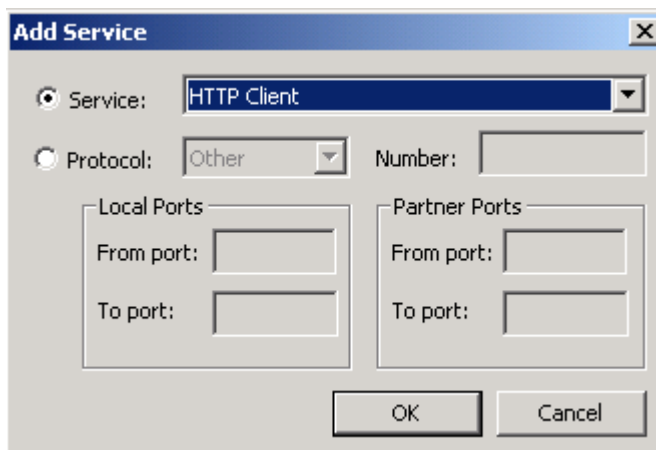 Add Service
Service: HTTP Client
Protocol: Other Number:
Local Ports Partner Ports
From port: From port:
To port: To port:
OK Cancel